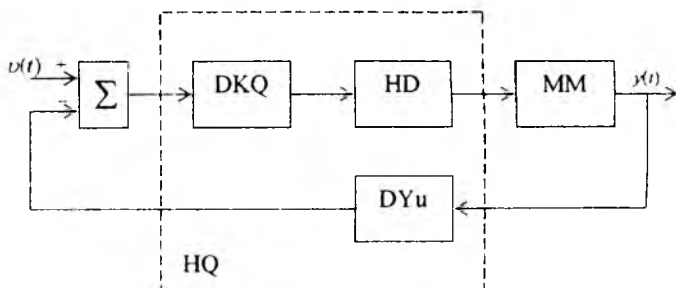 υ(t) + DKQ HD MM y(t)
Σ
−
DYu
HQ